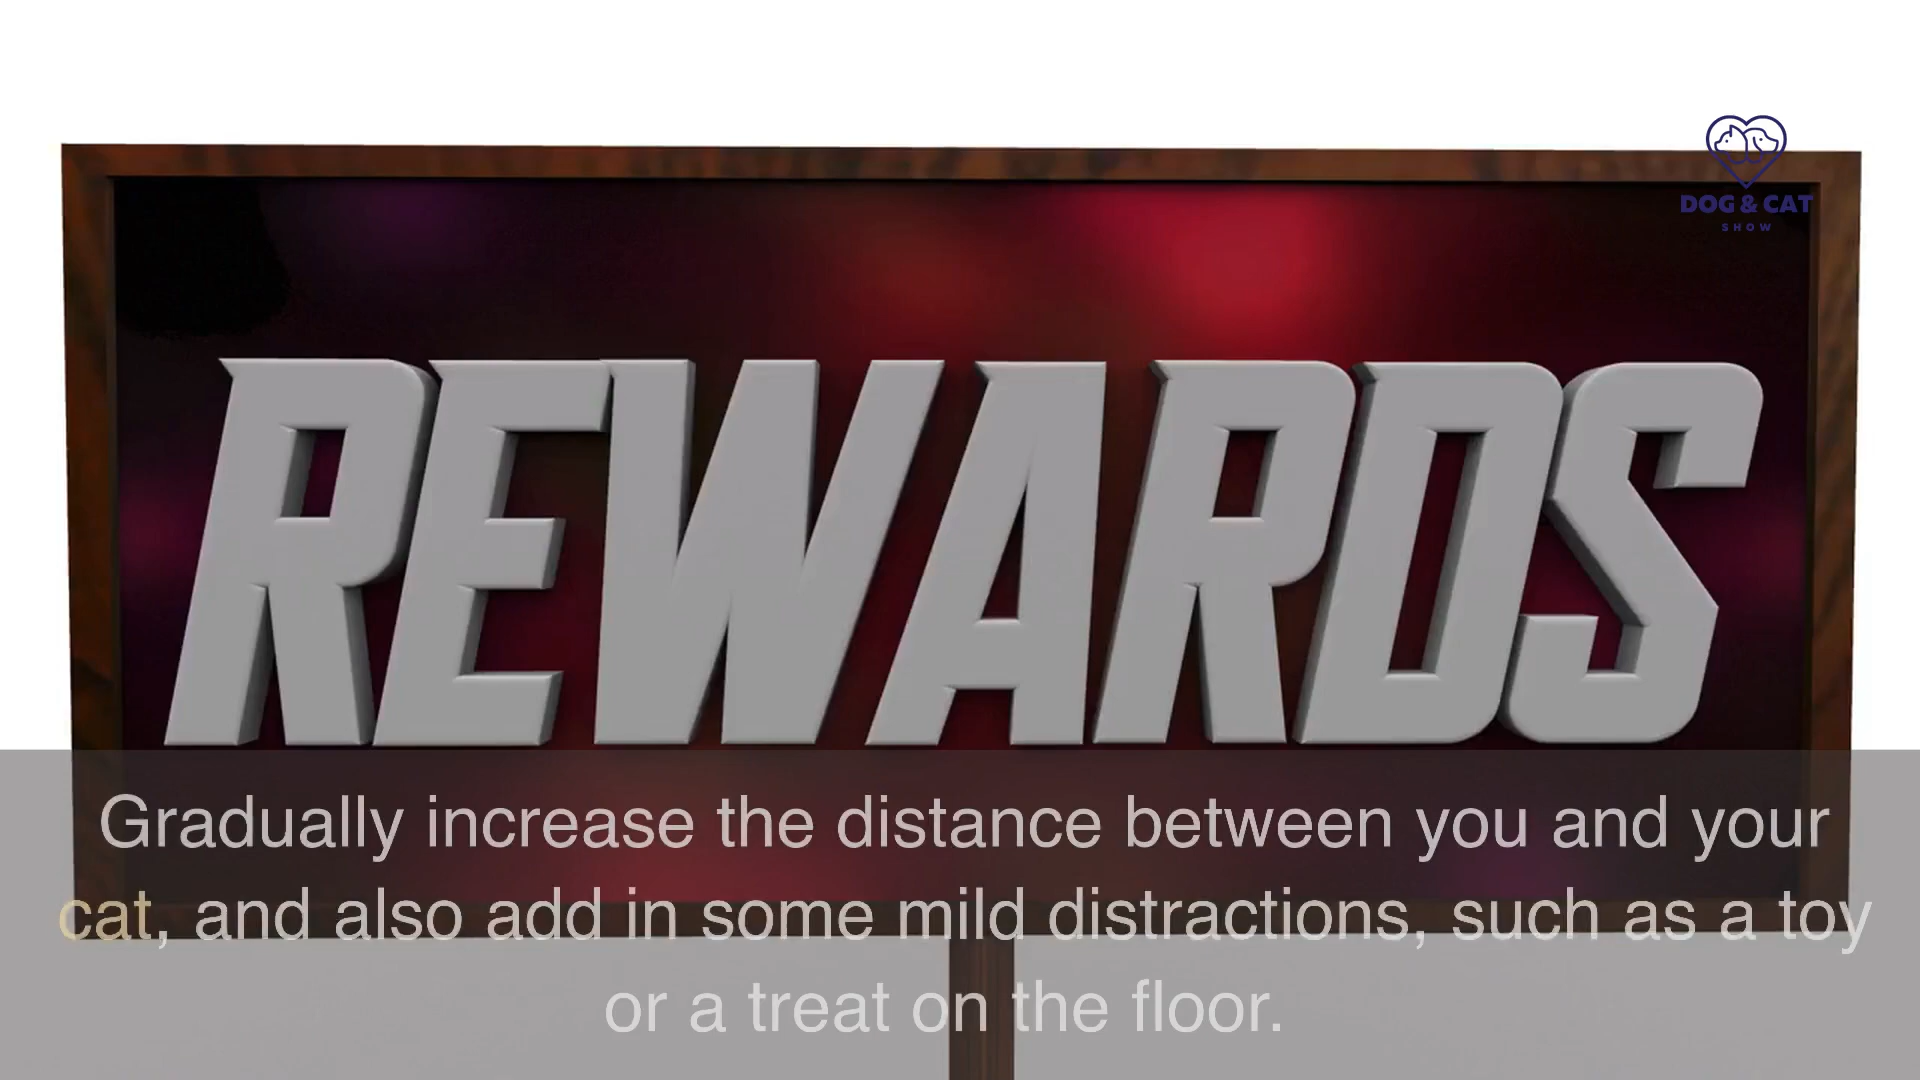 DOG & CAT
SHOW
REWARDS
Gradually increase the distance between you and your
cat, and also add in some mild distractions, such as a toy
or a treat on the floor.